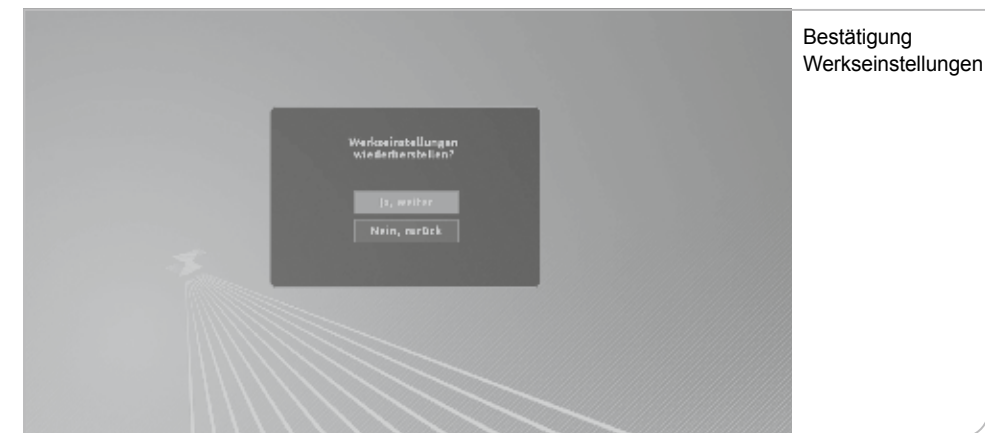 Bestätigung
Werkseinstellungen
Werkseinstellungen
wiederherstellen?
Ja, weiter
Nein, zurück